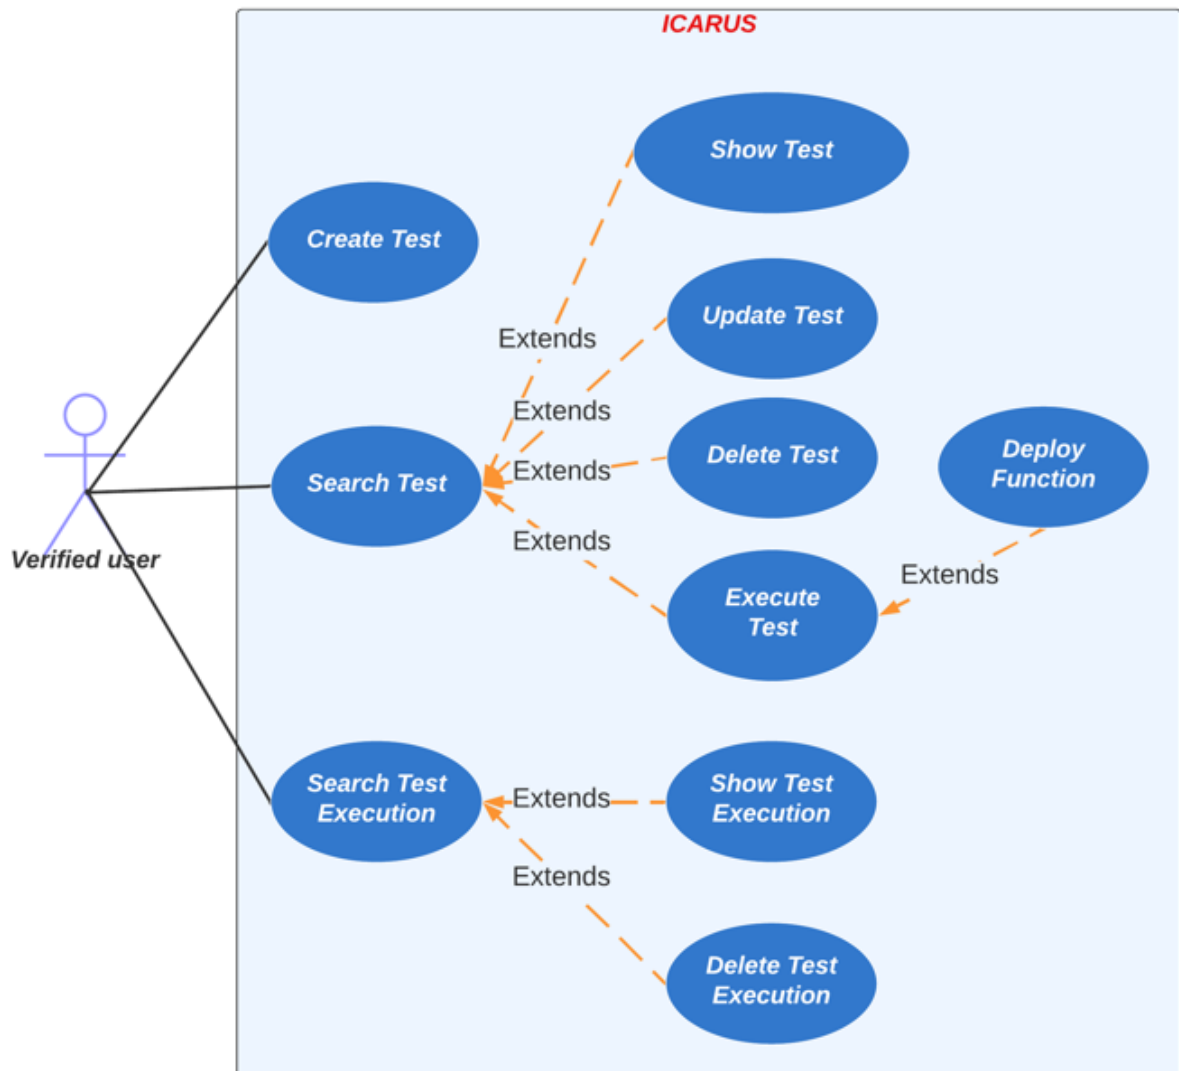 ICARUS
Show Test
Create Test
Update Test
Extends
Extends
Delete Test
Deploy
Function
Search Test
Extends
Extends
Verified user
Execute
Test
Extends
Search Test
Execution
Extends
Show Test
Execution
Extends
Delete Test
Execution